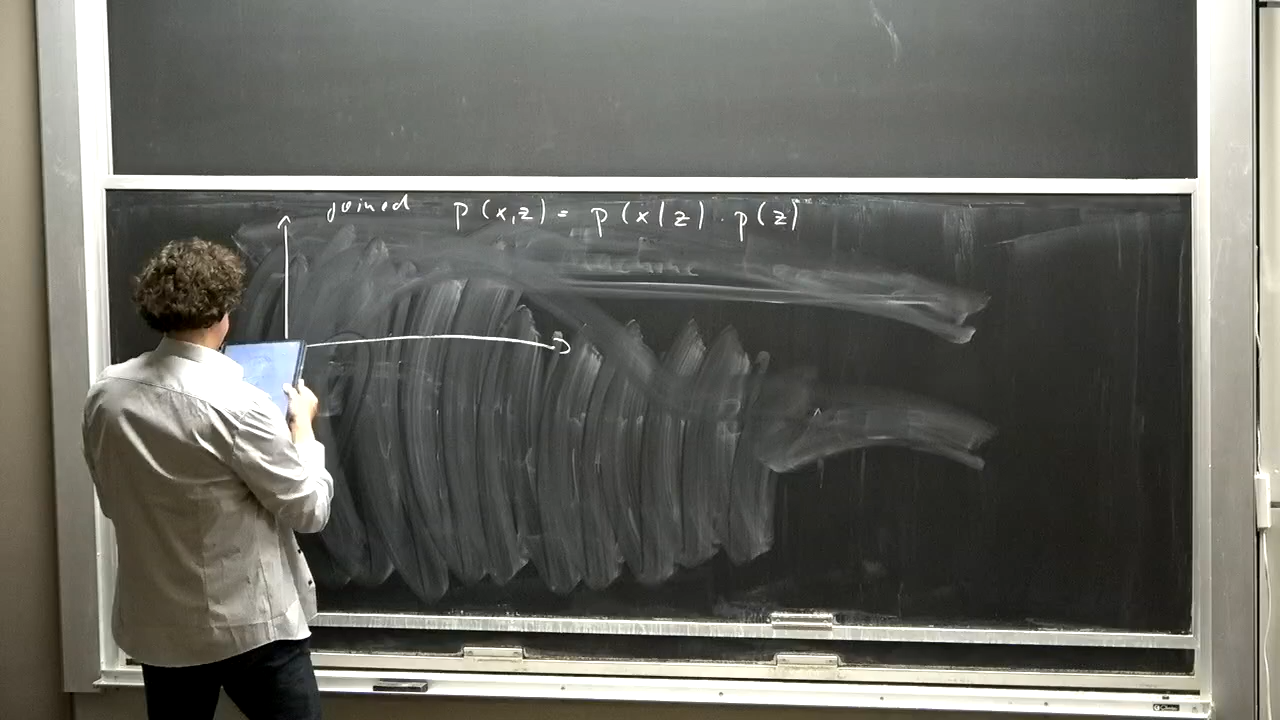 joined p(x,z) = p(x|z) · p(z)